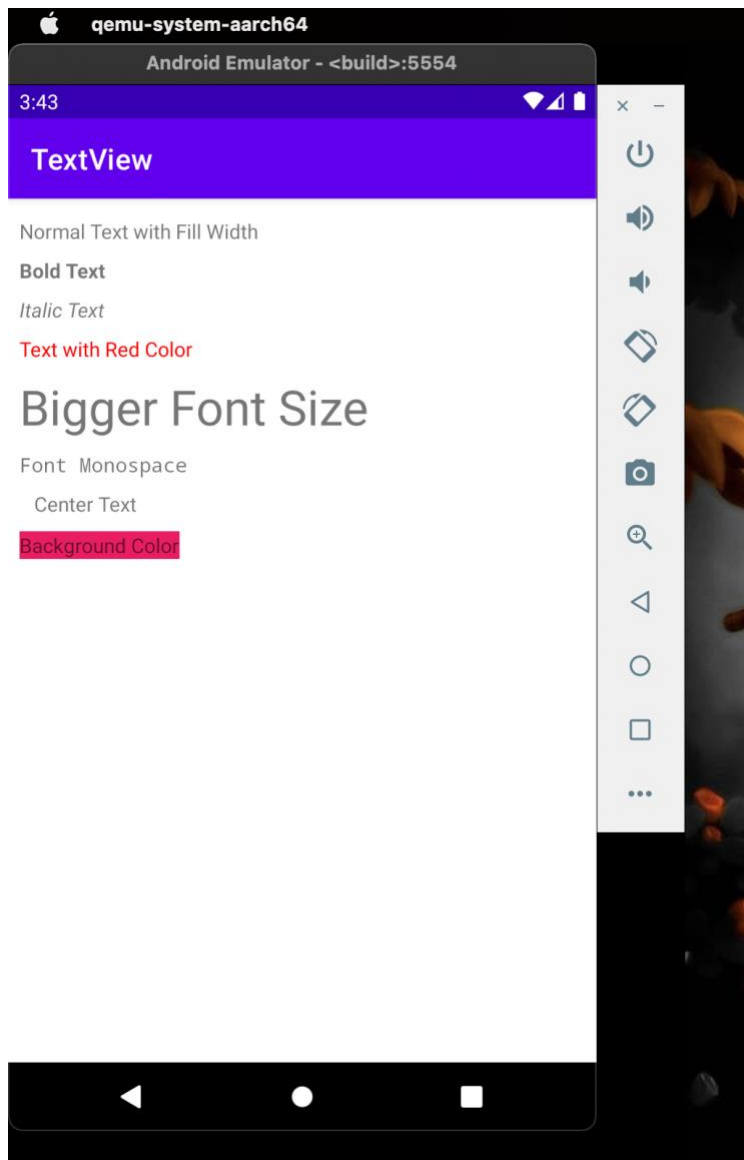 qemu-system-aarch64
Android Emulator - <build>:5554
3:43
TextView
Normal Text with Fill Width
Bold Text
Italic Text
Text with Red Color
Bigger Font Size
Font Monospace
Center Text
Background Color